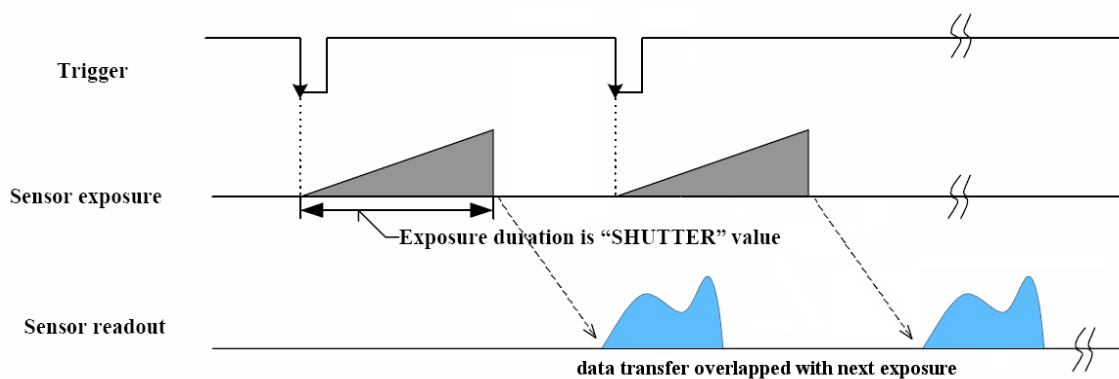 Trigger
Sensor exposure
Exposure duration is “SHUTTER” value
Sensor readout
data transfer overlapped with next exposure